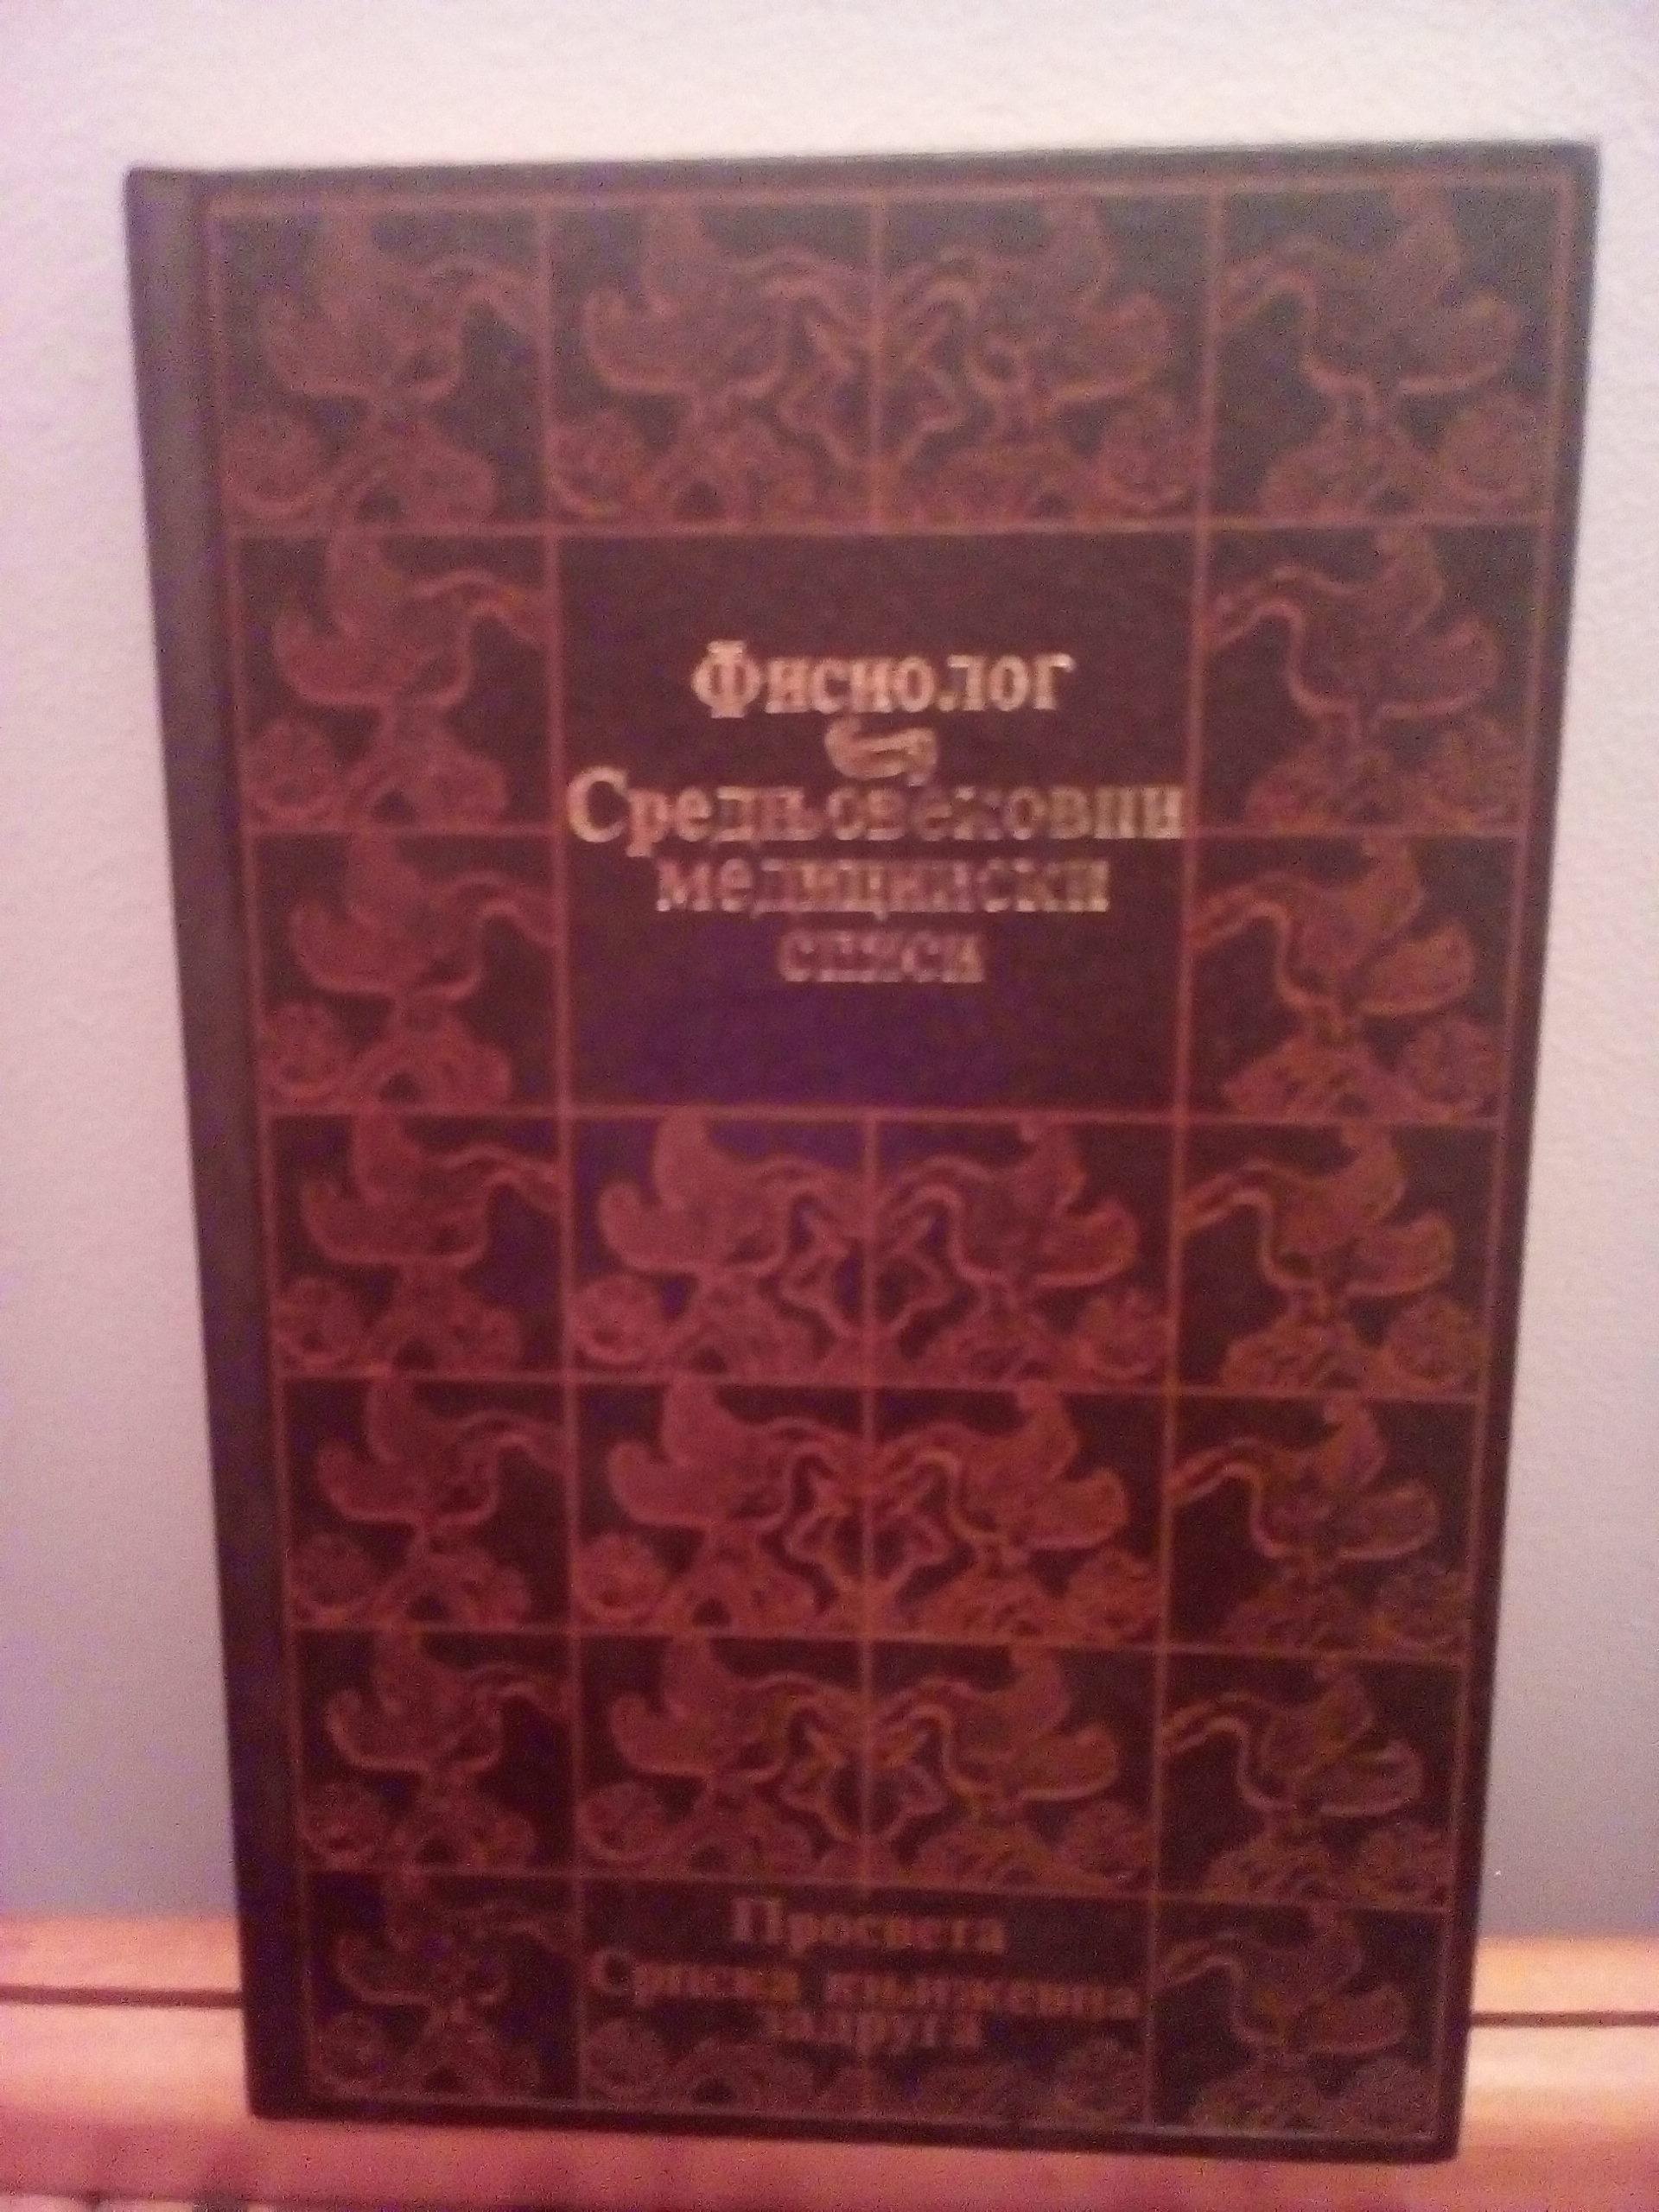 Фисиолог
Средњовековни
медицински
списи
Просвета
Српска књижевна
задруга